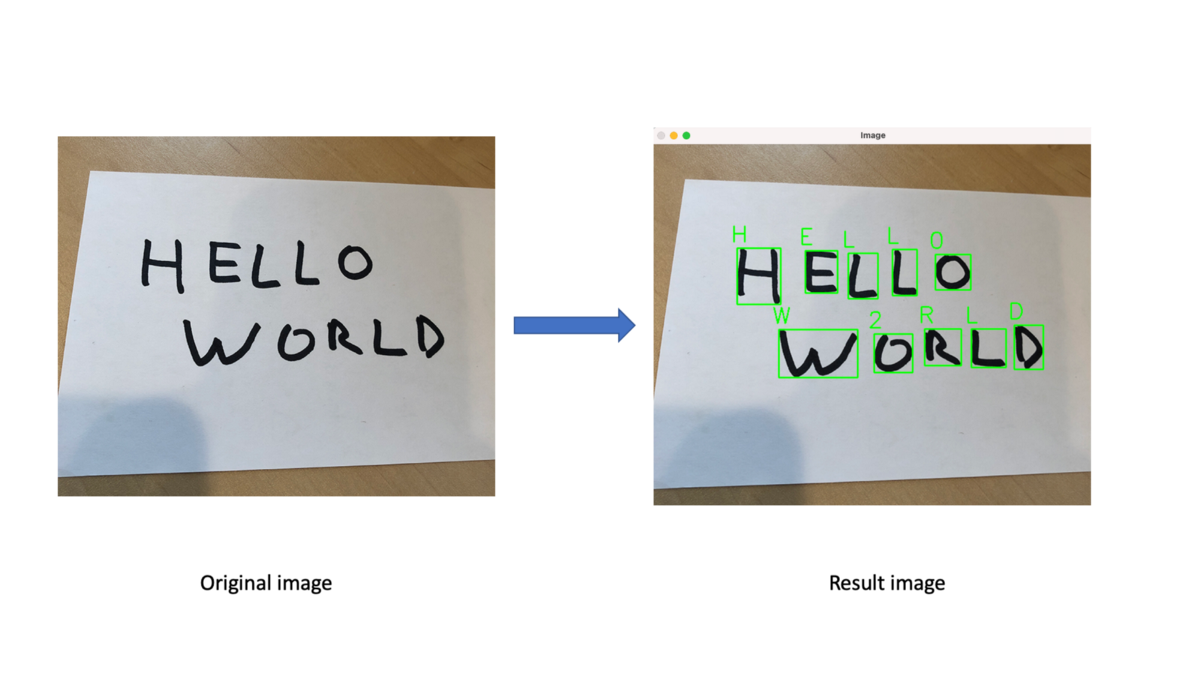 Image
HELLO
WORLD
H E L L O
HELLO
W 2 R L D
WORLD
Original image
Result image